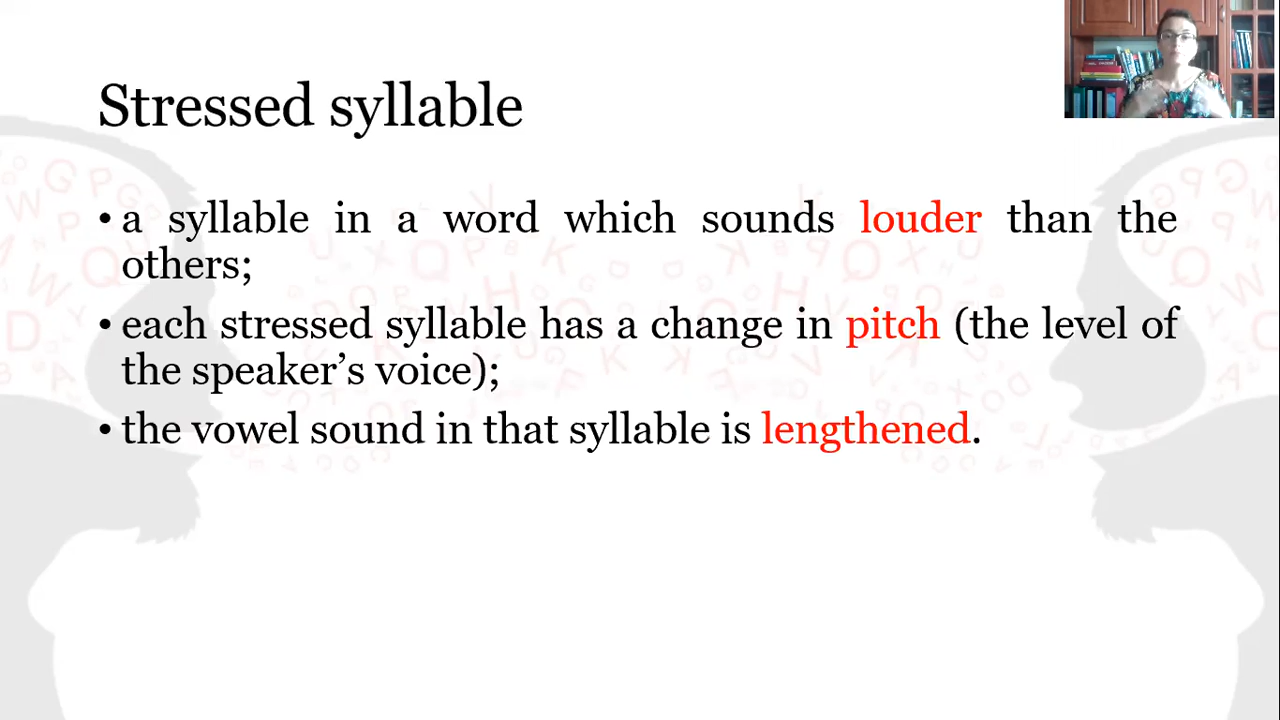 Stressed syllable
• a syllable in a word which sounds louder than the
others;
• each stressed syllable has a change in pitch (the level of
the speaker’s voice);
• the vowel sound in that syllable is lengthened.